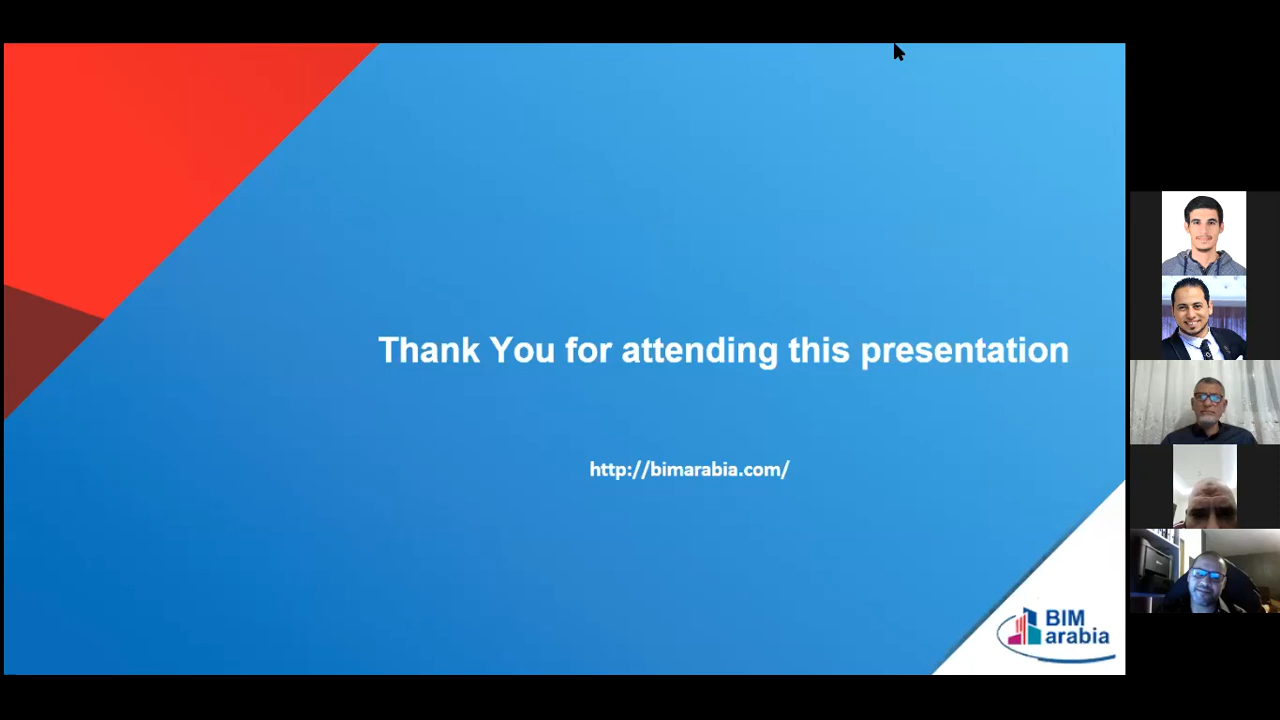 Thank You for attending this presentation
http://bimarabia.com/
BIM
arabia